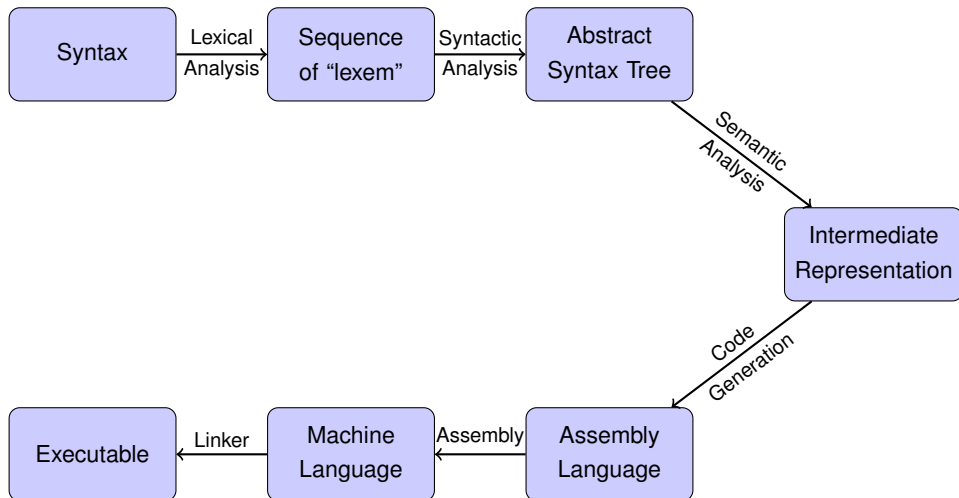 Syntax
Lexical
Analysis
Sequence
of “lexem”
Syntactic
Analysis
Abstract
Syntax Tree
Semantic
Analysis
Intermediate
Representation
Code
Generation
Assembly
Language
Assembly
Machine
Language
Linker
Executable